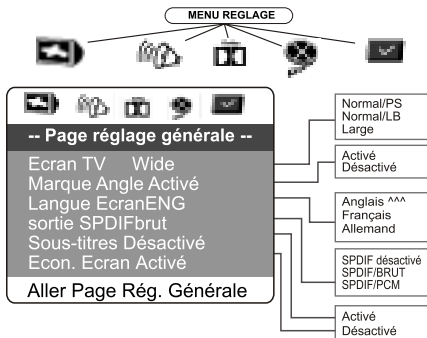 MENU REGLAGE
-- Page réglage générale --
Ecran TV Wide
Marque Angle Activé
Langue EcranENG
sortie SPDIFbrut
Sous-titres Désactivé
Econ. Ecran Activé
Aller Page Rég. Générale
Normal/PS
Normal/LB
Large
Activé
Désactivé
Anglais ^^^
Français
Allemand
SPDIF désactivé
SPDIF/BRUT
SPDIF/PCM
Activé
Désactivé